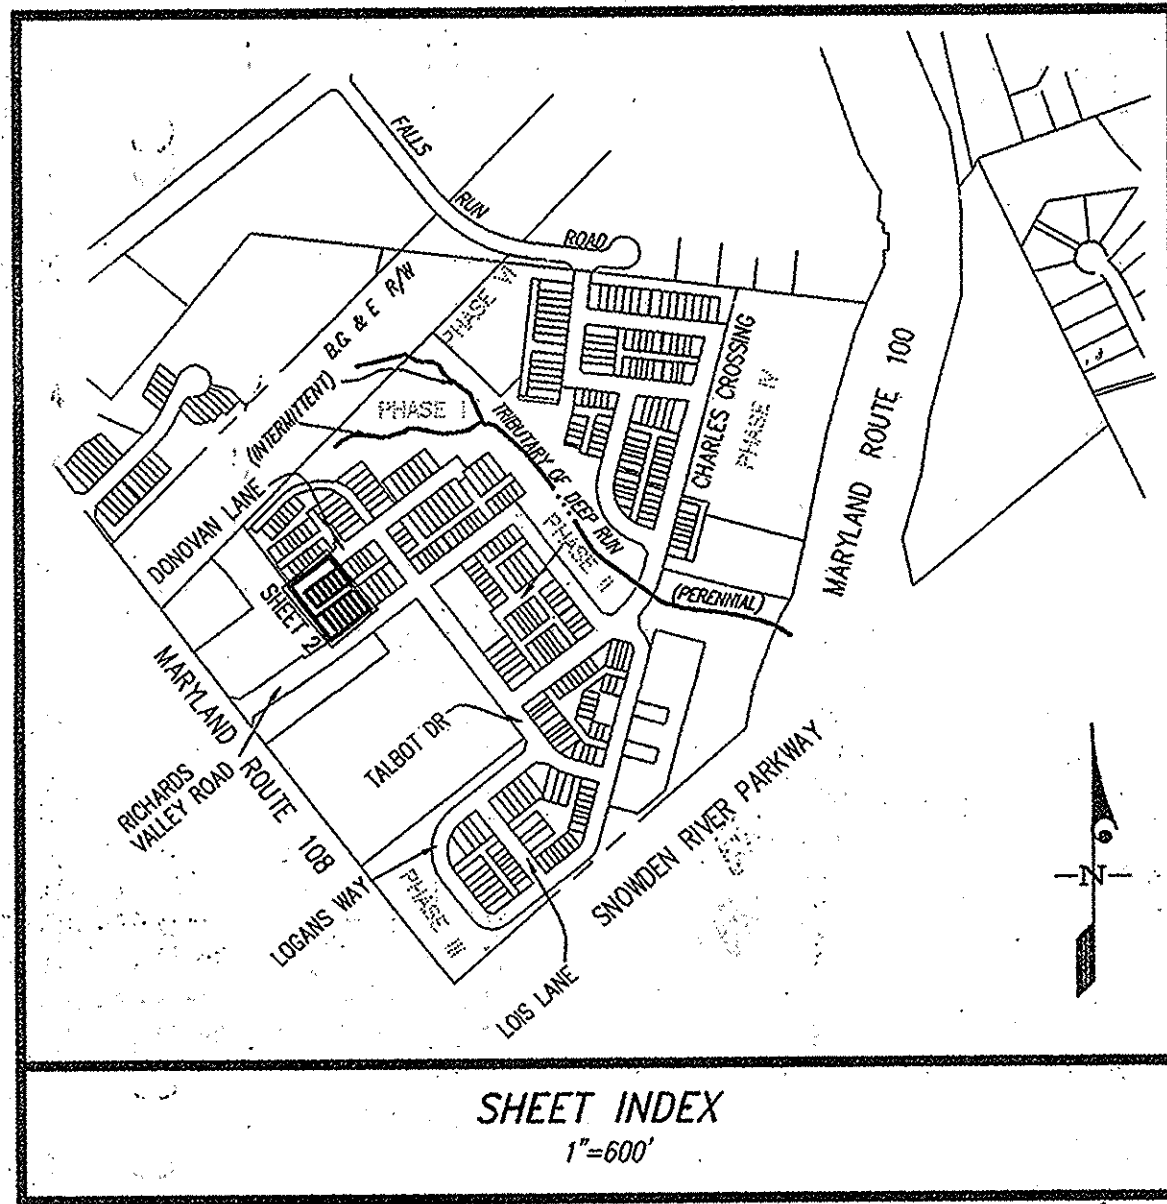 FALLS
RUN
ROAD
B.G. & E R/W
PHASE VI
(INTERMITTENT)
PHASE I
TRIBUTARY OF DEEP RUN
CHARLES CROSSING
PHASE IV
MARYLAND ROUTE 100
DONOVAN LANE
PHASE II
(PERENNIAL)
SHEET 2
MARYLAND ROUTE 108
RICHARDS
VALLEY ROAD
TALBOT DR
SNOWDEN RIVER PARKWAY
LOGANS WAY
PHASE III
LOIS LANE
N
SHEET INDEX
1"=600'